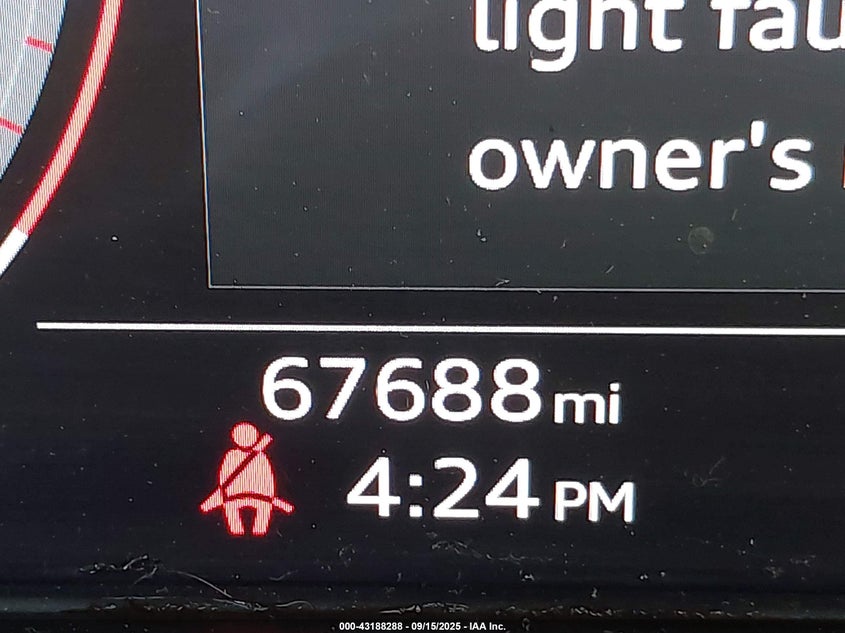 light fau
owner's
67688 mi
4:24 PM
000-43188288 - 09/15/2025 - IAA Inc.